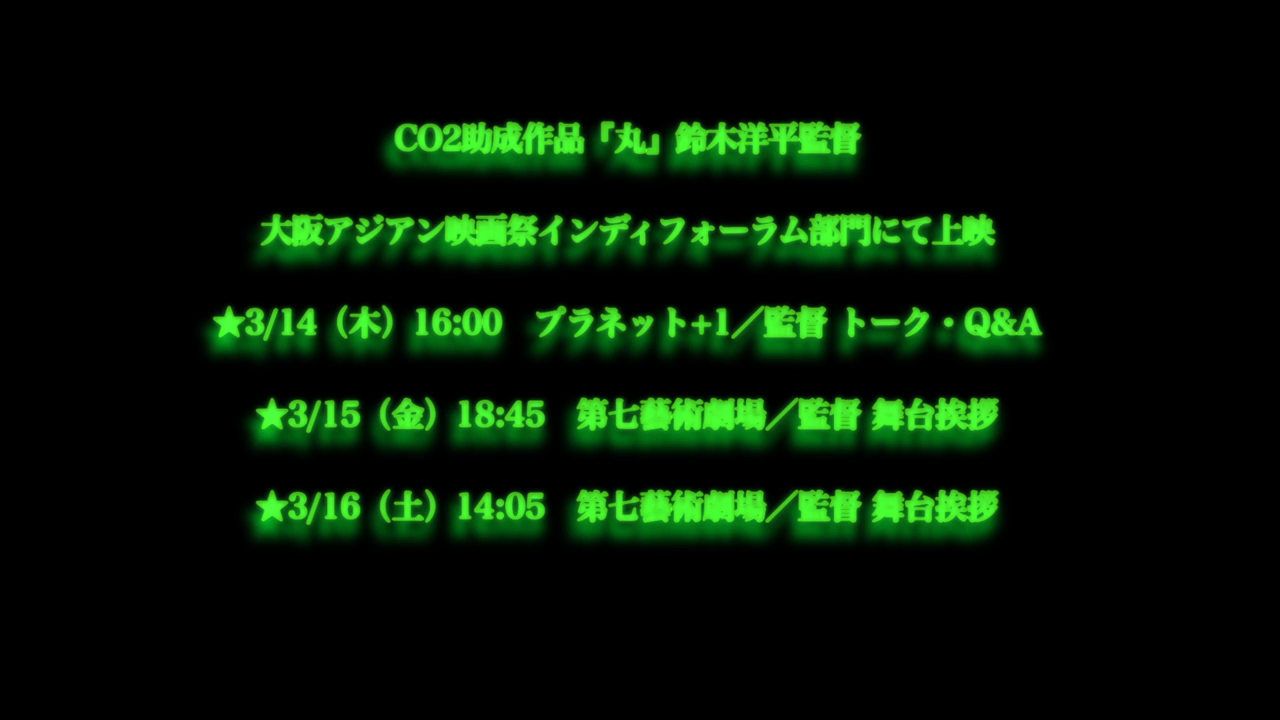 CO2助成作品『丸』鈴木洋平監督
大阪アジアン映画祭インディフォーラム部門にて上映
★3/14（木）16:00　プラネット+1／監督 トーク・Q&A
★3/15（金）18:45　第七藝術劇場／監督 舞台挨拶
★3/16（土）14:05　第七藝術劇場／監督 舞台挨拶